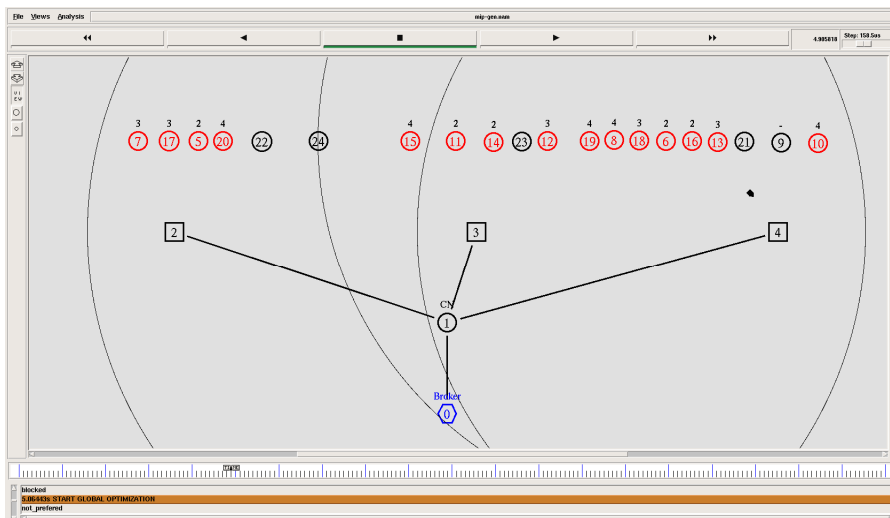 File Views Analysis mip-gen.nam
4.985818 Step: 158.5us
3 3 2 4 4 2 2 3 4 4 3 2 2 3 - 4
7 17 5 20 22 24 15 11 14 23 12 19 8 18 6 16 13 21 9 10
2 3 4
CN
1
Broker
0
blocked
5.06443s START GLOBAL OPTIMIZATION
not_prefered